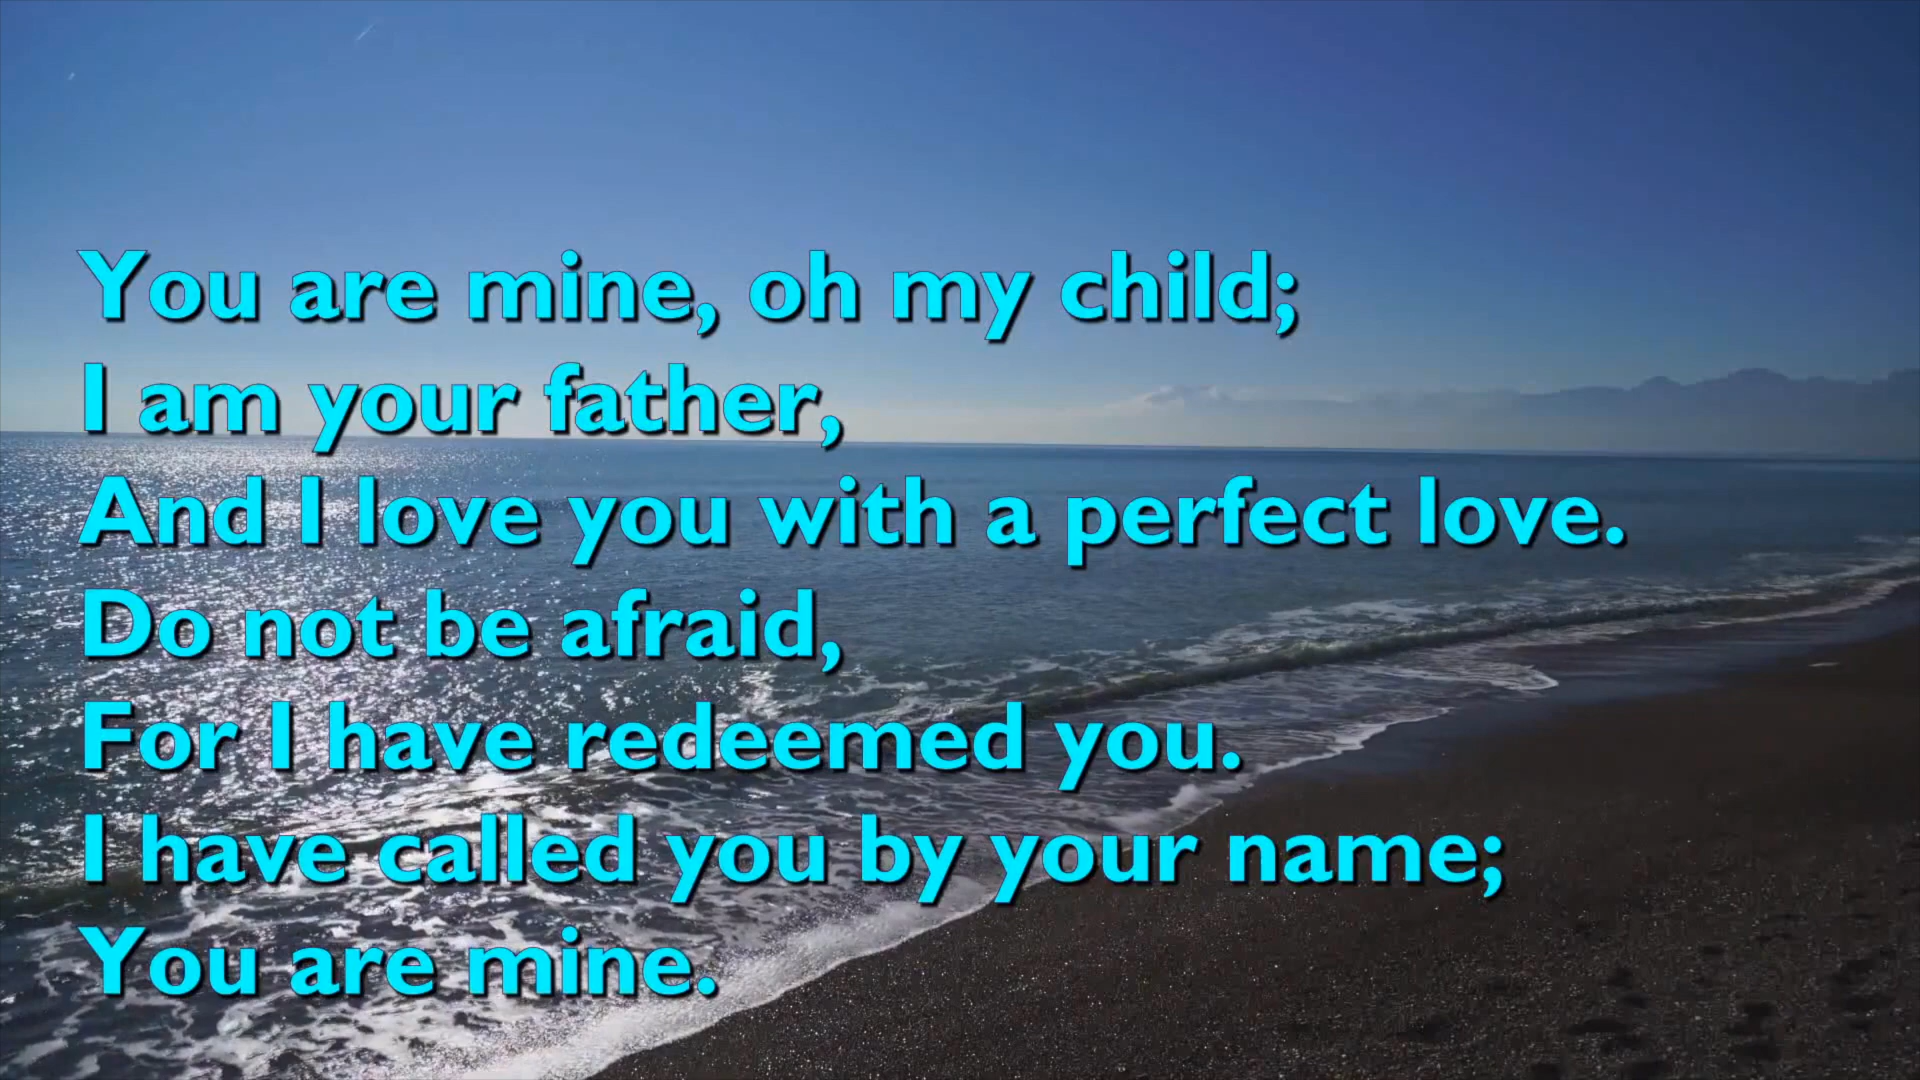 You are mine, oh my child;
I am your father,
And I love you with a perfect love.
Do not be afraid,
For I have redeemed you.
I have called you by your name;
You are mine.